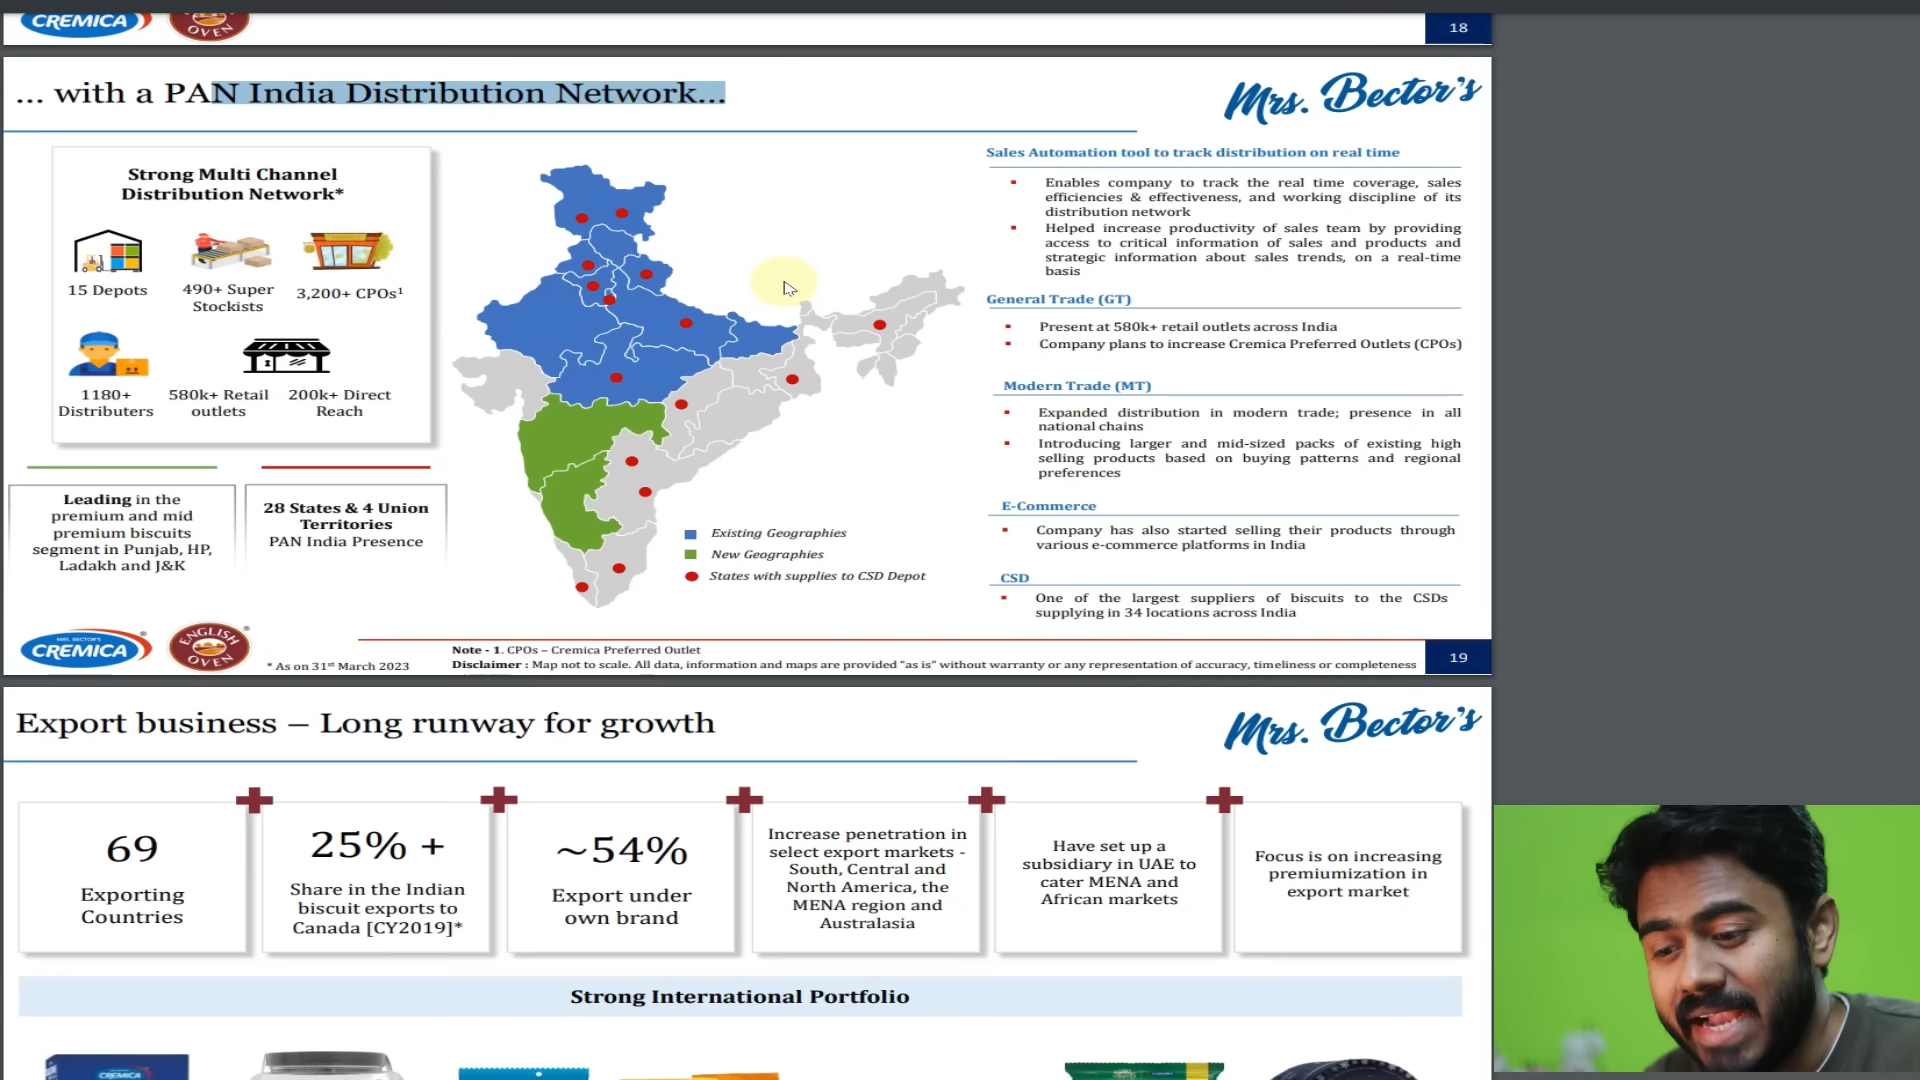 CREMICA
OVEN
18
... with a PAN India Distribution Network...
Mrs. Bector's
Strong Multi Channel
Distribution Network*
15 Depots
490+ Super
Stockists
3,200+ CPOs¹
1180+
Distributers
580k+ Retail
outlets
200k+ Direct
Reach
Leading in the
premium and mid
premium biscuits
segment in Punjab, HP,
Ladakh and J&K
28 States & 4 Union
Territories
PAN India Presence
Existing Geographies
New Geographies
States with supplies to CSD Depot
Sales Automation tool to track distribution on real time
Enables company to track the real time coverage, sales
efficiencies & effectiveness, and working discipline of its
distribution network
Helped increase productivity of sales team by providing
access to critical information of sales and products and
strategic information about sales trends, on a real-time
basis
General Trade (GT)
Present at 580k+ retail outlets across India
Company plans to increase Cremica Preferred Outlets (CPOs)
Modern Trade (MT)
Expanded distribution in modern trade; presence in all
national chains
Introducing larger and mid-sized packs of existing high
selling products based on buying patterns and regional
preferences
E-Commerce
Company has also started selling their products through
various e-commerce platforms in India
CSD
One of the largest suppliers of biscuits to the CSDs
supplying in 34 locations across India
MRS. BECTOR'S
CREMICA
ENGLISH
OVEN
* As on 31st March 2023
Note - 1. CPOs – Cremica Preferred Outlet
Disclaimer : Map not to scale. All data, information and maps are provided “as is” without warranty or any representation of accuracy, timeliness or completeness
19
Export business – Long runway for growth
Mrs. Bector's
69
Exporting
Countries
25% +
Share in the Indian
biscuit exports to
Canada [CY2019]*
~54%
Export under
own brand
Increase penetration in
select export markets -
South, Central and
North America, the
MENA region and
Australasia
Have set up a
subsidiary in UAE to
cater MENA and
African markets
Focus is on increasing
premiumization in
export market
Strong International Portfolio
CREMICA